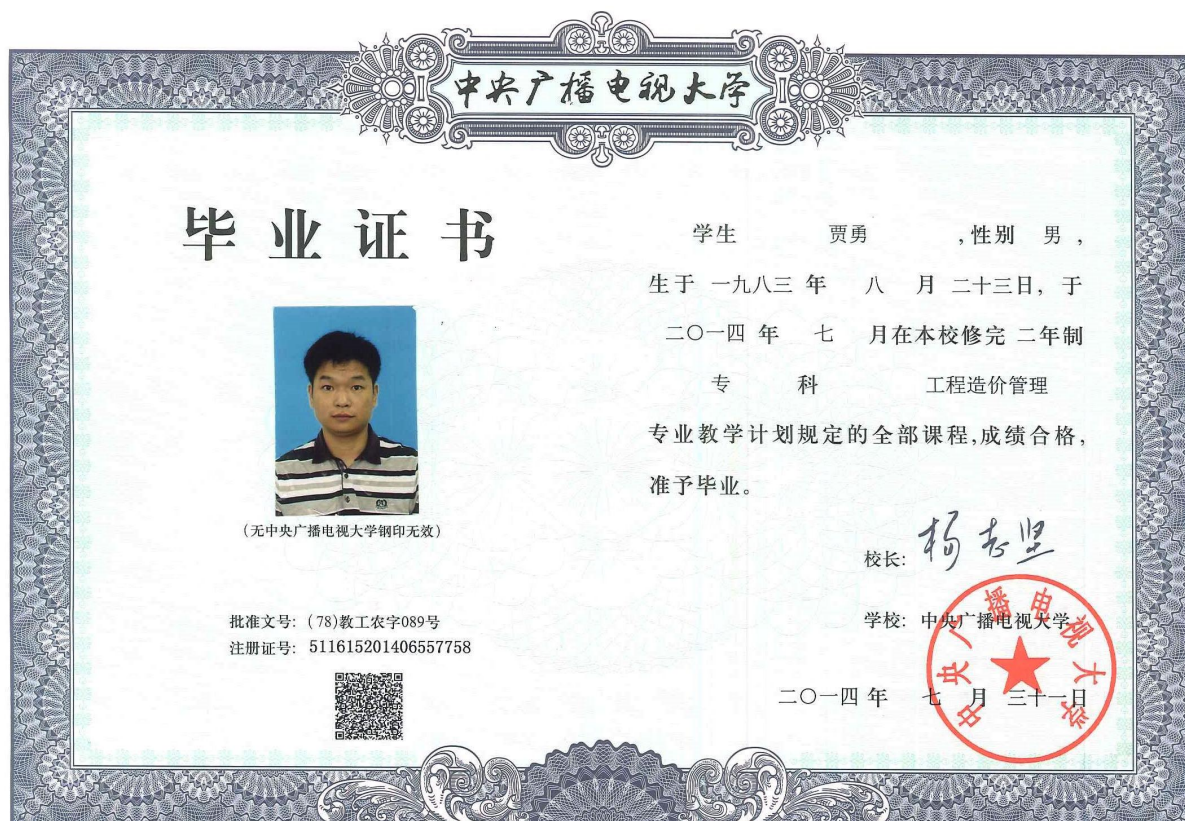 中央广播电视大学
毕业证书
(无中央广播电视大学钢印无效)
批准文号: (78)教工农字089号
注册证号: 511615201406557758
学生 贾勇 ,性别 男 ,
生于 一九八三 年 八 月 二十三日, 于
二〇一四 年 七 月在本校修完 二年制
专 科 工程造价管理
专业教学计划规定的全部课程,成绩合格,
准予毕业。
校长: 杨志坚
学校: 中央广播电视大学
二〇一四 年 七 月 三十一日
中央广播电视大学